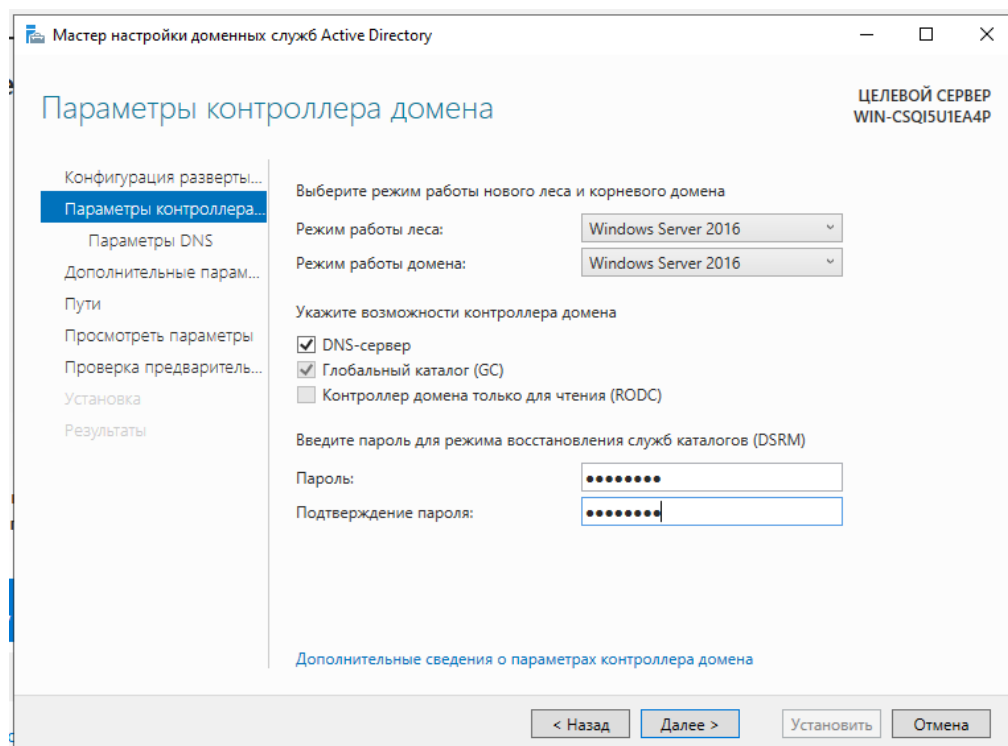 Мастер настройки доменных служб Active Directory
Параметры контроллера домена
ЦЕЛЕВОЙ СЕРВЕР
WIN-CSQI5U1EA4P
Конфигурация разверты...
Параметры контроллера...
Параметры DNS
Дополнительные парам...
Пути
Просмотреть параметры
Проверка предваритель...
Установка
Результаты
Выберите режим работы нового леса и корневого домена
Режим работы леса: Windows Server 2016
Режим работы домена: Windows Server 2016
Укажите возможности контроллера домена
DNS-сервер
Глобальный каталог (GC)
Контроллер домена только для чтения (RODC)
Введите пароль для режима восстановления служб каталогов (DSRM)
Пароль: ••••••••
Подтверждение пароля: ••••••••
Дополнительные сведения о параметрах контроллера домена
< Назад Далее > Установить Отмена